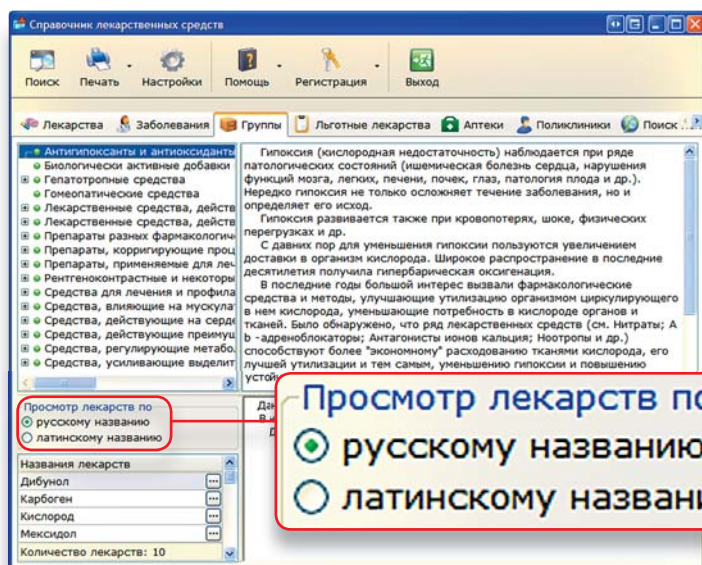 Справочник лекарственных средств
Поиск Печать Настройки Помощь Регистрация Выход
Лекарства Заболевания Группы Льготные лекарства Аптеки Поликлиники Поиск
Антигипоксанты и антиоксиданты
Биологически активные добавки
Гепатотропные средства
Гомеопатические средства
Лекарственные средства, действ
Лекарственные средства, действ
Препараты разных фармакологич
Препараты, корригирующие проц
Препараты, применяемые для леч
Рентгеноконтрастные и некоторы
Средства для лечения и профила
Средства, влияющие на мускула
Средства, действующие на серде
Средства, действующие преимущ
Средства, регулирующие метабо
Средства, усиливающие выделит
Гипоксия (кислородная недостаточность) наблюдается при ряде
патологических состояний (ишемическая болезнь сердца, нарушения
функций мозга, легких, печени, почек, глаз, патология плода и др.).
Нередко гипоксия не только осложняет течение заболевания, но и
определяет его исход.
Гипоксия развивается также при кровопотерях, шоке, физических
перегрузках и др.
С давних пор для уменьшения гипоксии пользуются увеличением
доставки в организм кислорода. Широкое распространение в последние
десятилетия получила гипербарическая оксигенация.
В последние годы большой интерес вызвали фармакологические
средства и методы, улучшающие утилизацию организмом циркулирующего
в нем кислорода, уменьшающие потребность в кислороде органов и
тканей. Было обнаружено, что ряд лекарственных средств (см. Нитраты; А
b -адреноблокаторы; Антагонисты ионов кальция; Ноотропы и др.)
способствуют более "экономному" расходованию тканями кислорода, его
лучшей утилизации и тем самым, уменьшению гипоксии и повышению
Просмотр лекарств по
русскому названию
латинскому названию
Названия лекарств
Дибунол
Карбоген
Кислород
Мексидол
Количество лекарств: 10
Просмотр лекарств по
русскому названию
латинскому названи